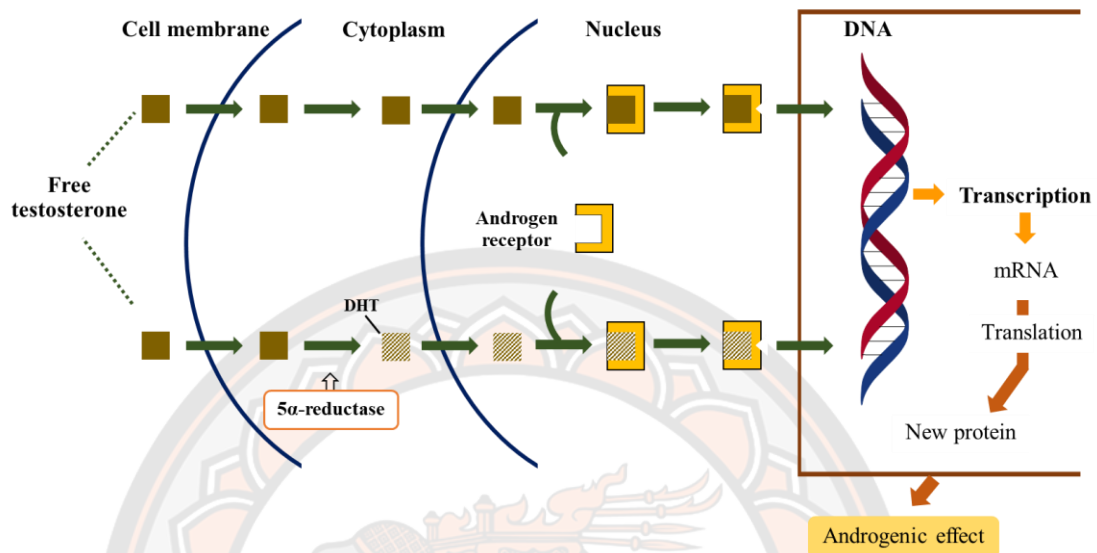 Cell membrane
Cytoplasm
Nucleus
DNA
Free
testosterone
Androgen
receptor
Transcription
mRNA
DHT
Translation
5α-reductase
New protein
Androgenic effect